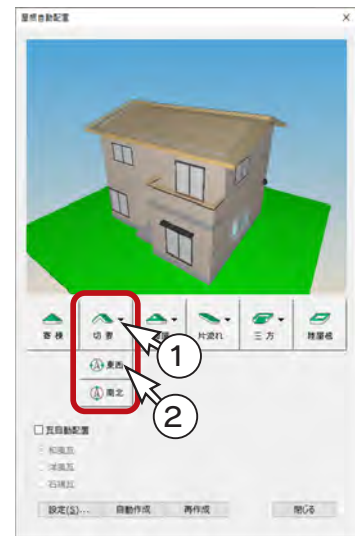 屋根自動配置 ×
寄棟 切妻 片流れ 三方 陸屋根
①
東西
②
南北
瓦自動配置
和風瓦
洋風瓦
石綿瓦
設定(S)... 自動作成 再作成 閉じる